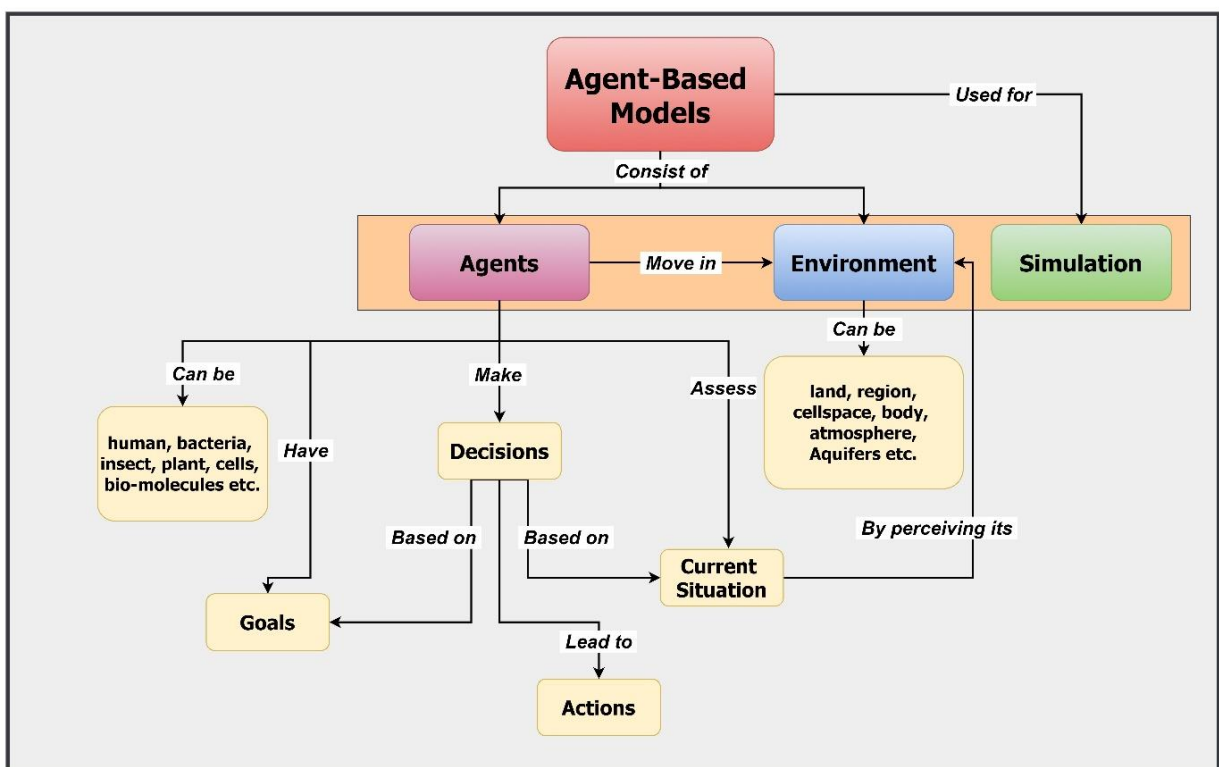 Agent-Based
Models
Used for
Consist of
Agents
Move in
Environment
Simulation
Can be
Can be
Make
Assess
land, region,
cellspace, body,
atmosphere,
Aquifers etc.
human, bacteria,
insect, plant, cells,
bio-molecules etc.
Have
Decisions
Based on
Based on
By perceiving its
Current
Situation
Goals
Lead to
Actions